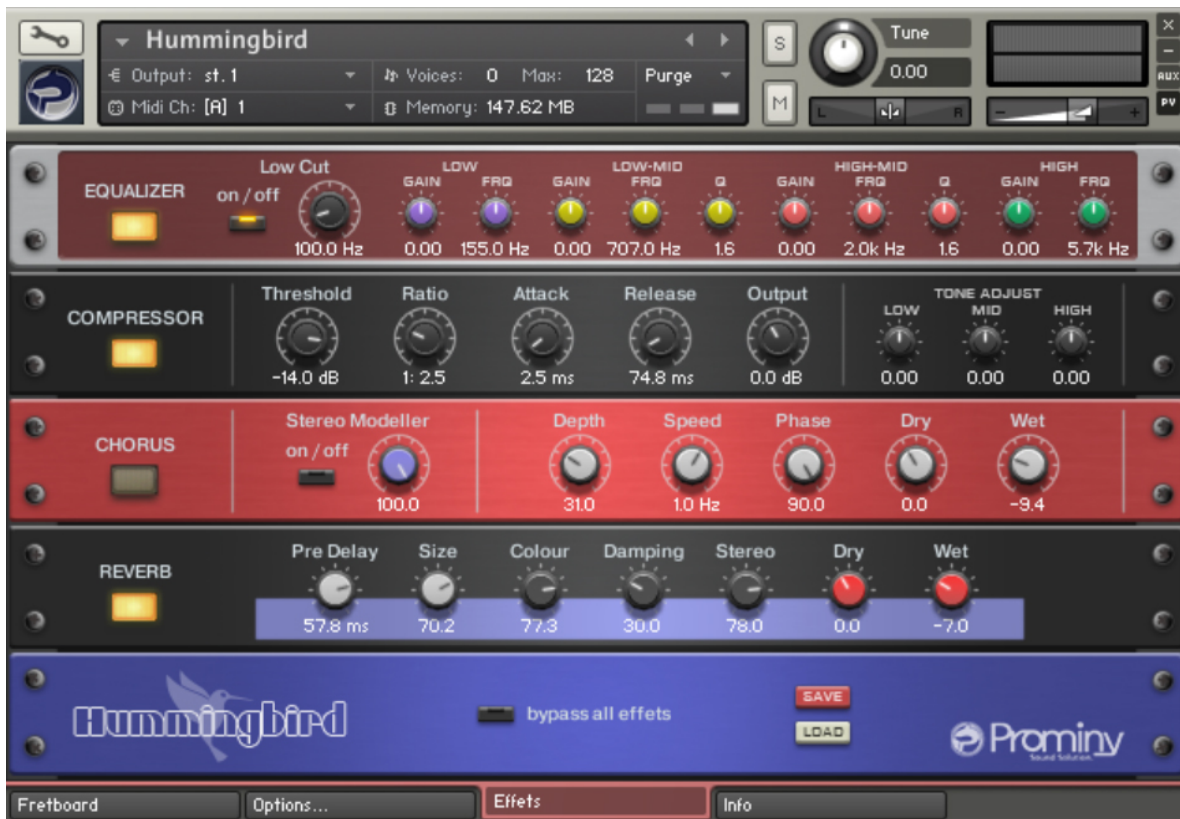 Hummingbird
S
Tune
Output: st. 1
Voices: 0 Max: 128
Purge
0.00
AUX
Midi Ch: [A] 1
Memory: 147.62 MB
M
L R
- +
PV
EQUALIZER
Low Cut
on / off
100.0 Hz
LOW
GAIN FRQ
0.00 155.0 Hz
LOW-MID
GAIN FRQ Q
0.00 707.0 Hz 1.6
HIGH-MID
GAIN FRQ Q
0.00 2.0k Hz 1.6
HIGH
GAIN FRQ
0.00 5.7k Hz
COMPRESSOR
Threshold Ratio Attack Release Output
-14.0 dB 1: 2.5 2.5 ms 74.8 ms 0.0 dB
TONE ADJUST
LOW MID HIGH
0.00 0.00 0.00
CHORUS
Stereo Modeller
on / off
100.0
Depth Speed Phase Dry Wet
31.0 1.0 Hz 90.0 0.0 -9.4
REVERB
Pre Delay Size Colour Damping Stereo Dry Wet
57.8 ms 70.2 77.3 30.0 78.0 0.0 -7.0
Hummingbird
bypass all effets
SAVE
LOAD
Prominy
Sound Solution.
Fretboard
Options...
Effets
Info